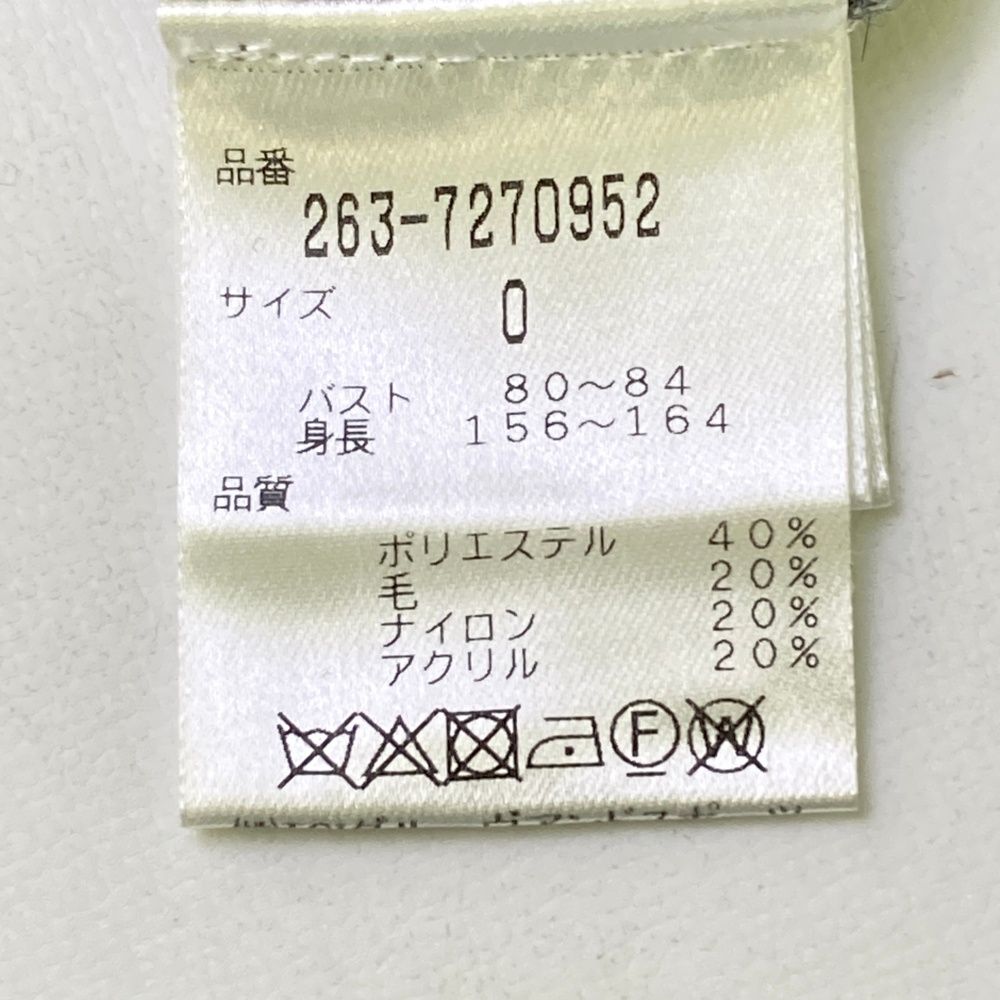 品番
263-7270952
サイズ 0
バスト 80～84
身長 156～164
品質
ポリエステル 40%
毛 20%
ナイロン 20%
アクリル 20%
F W